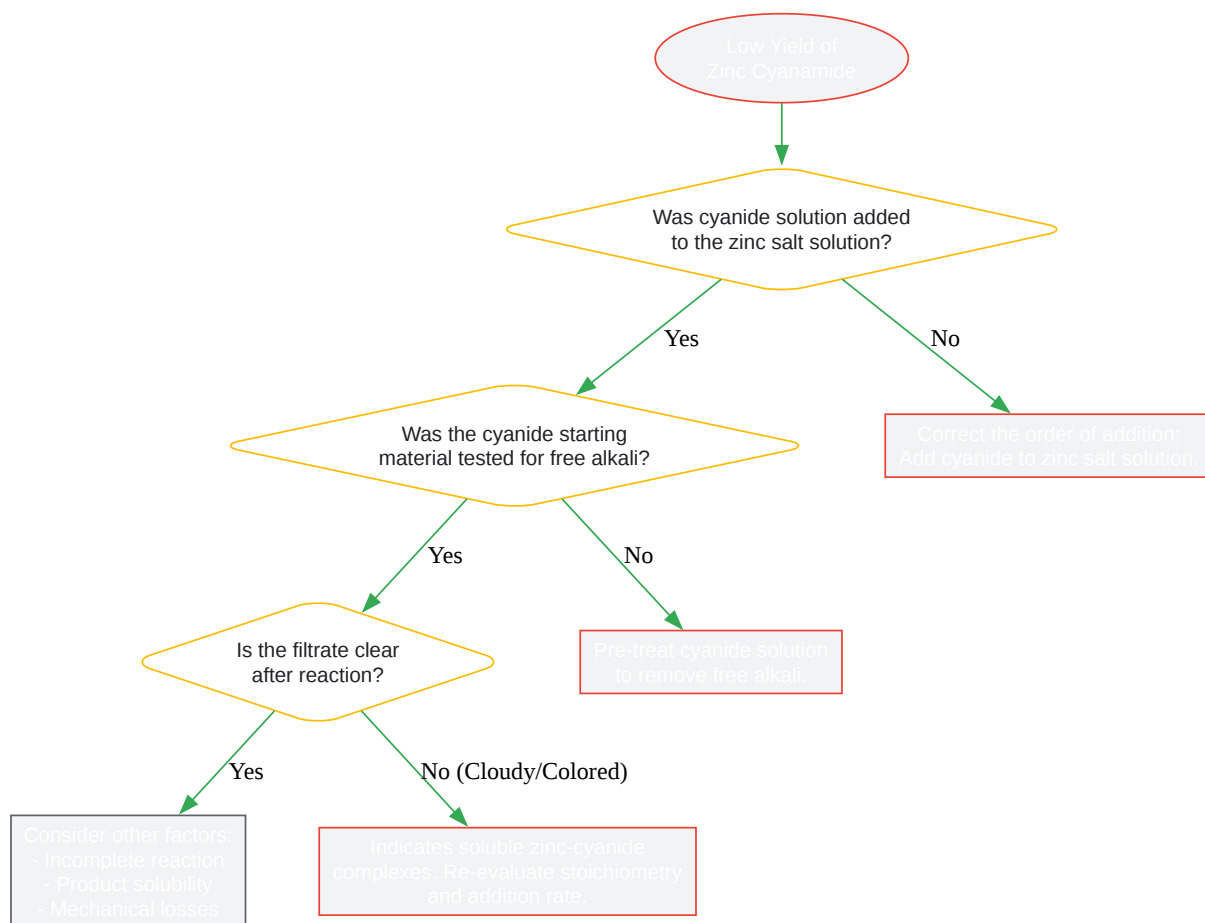 Low Yield of
Zinc Cyanamide
Was cyanide solution added
to the zinc salt solution?
Yes
No
Was the cyanide starting
material tested for free alkali?
Correct the order of addition:
Add cyanide to zinc salt solution.
Yes
No
Is the filtrate clear
after reaction?
Pre-treat cyanide solution
to remove free alkali.
Yes
No (Cloudy/Colored)
Consider other factors:
- Incomplete reaction
- Product solubility
- Mechanical losses
Indicates soluble zinc-cyanide
complexes. Re-evaluate stoichiometry
and addition rate.